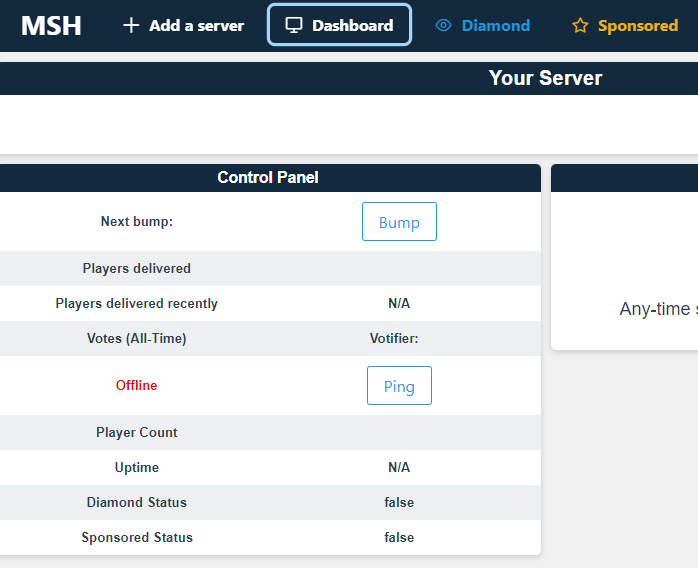 MSH Add a server Dashboard Diamond Sponsored
Your Server
Control Panel
Next bump: Bump
Players delivered
Players delivered recently N/A
Votes (All-Time) Votifier:
Offline Ping
Player Count
Uptime N/A
Diamond Status false
Sponsored Status false
Any-time